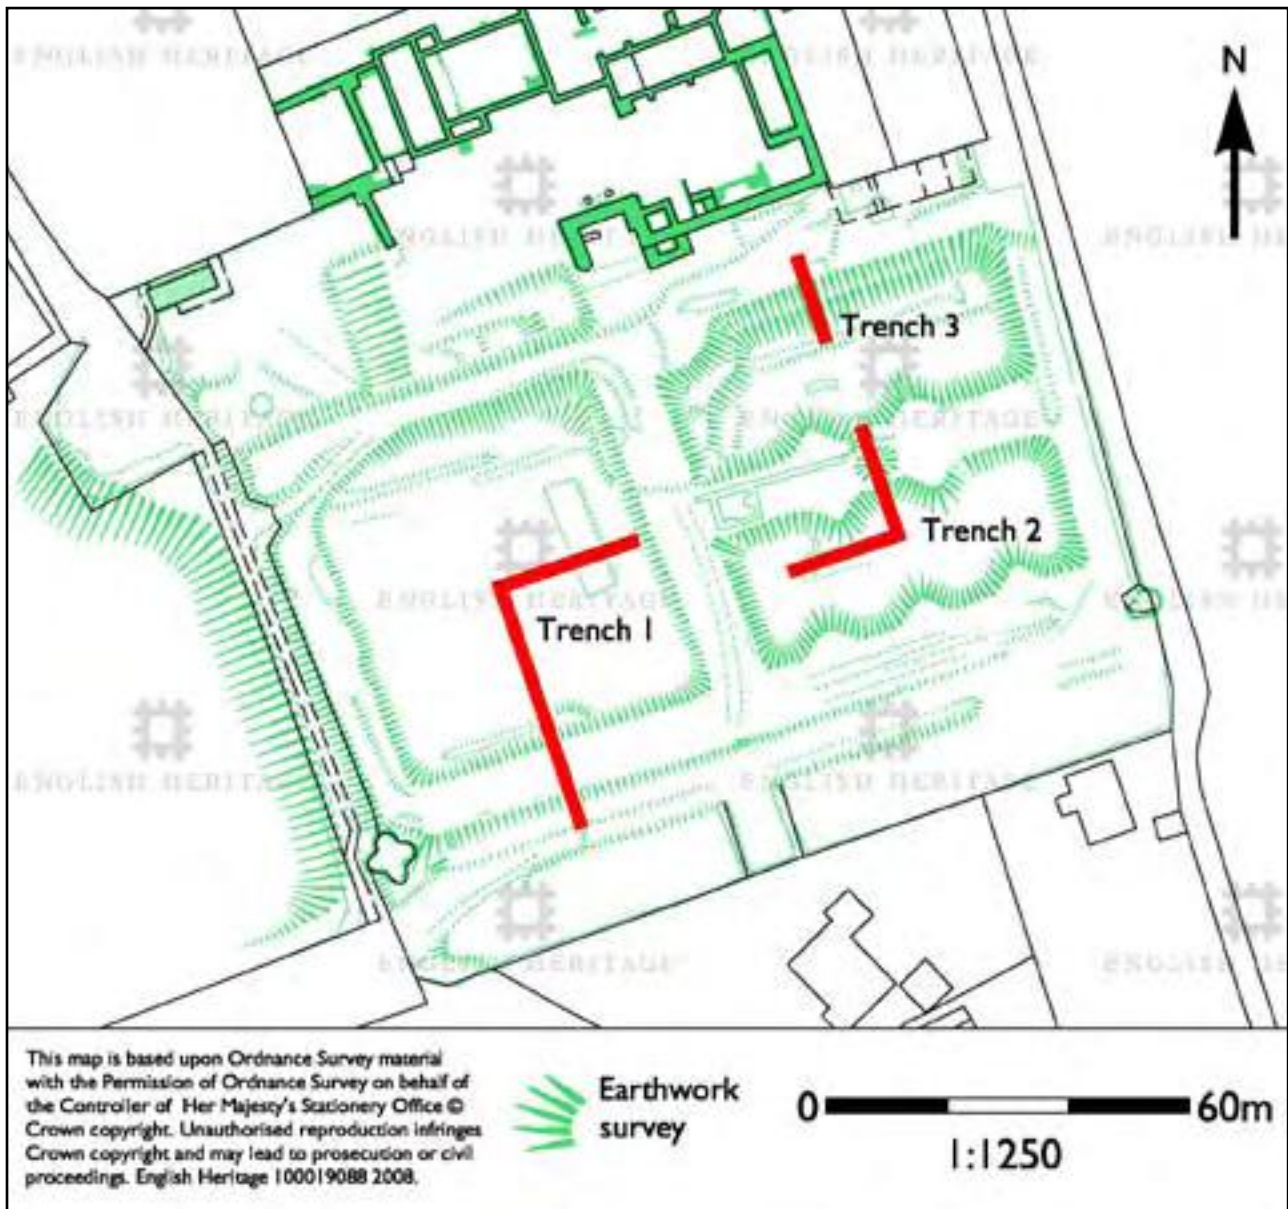 N
Trench 3
Trench 2
Trench 1
ENGLISH HERITAGE
This map is based upon Ordnance Survey material
with the Permission of Ordnance Survey on behalf of
the Controller of Her Majesty's Stationery Office ©
Crown copyright. Unauthorised reproduction infringes
Crown copyright and may lead to prosecution or civil
proceedings. English Heritage 100019088 2008.
Earthwork
survey
0 60m
1:1250